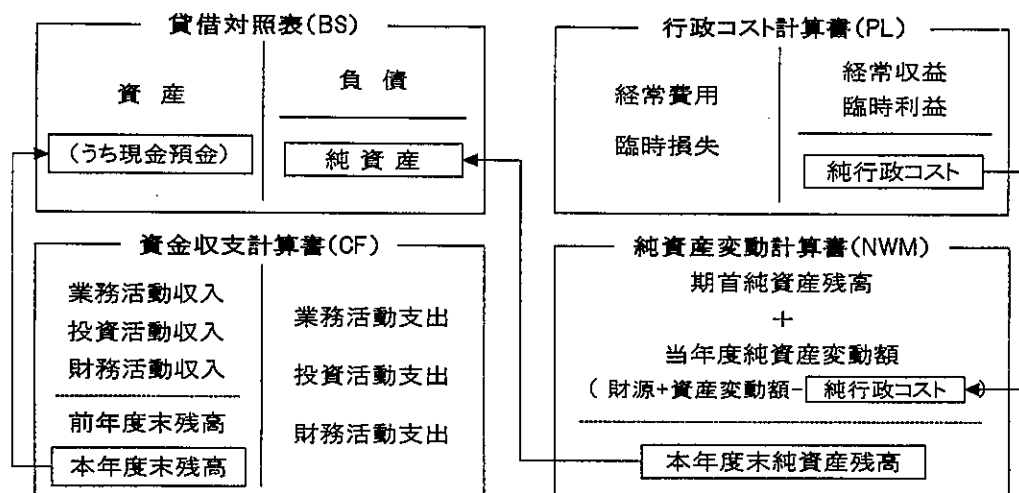 貸借対照表(BS)
資産
(うち現金預金)
負債
純資産
行政コスト計算書(PL)
経常費用
臨時損失
経常収益
臨時利益
純行政コスト
資金収支計算書(CF)
業務活動収入
投資活動収入
財務活動収入
前年度末残高
本年度末残高
業務活動支出
投資活動支出
財務活動支出
純資産変動計算書(NWM)
期首純資産残高
+
当年度純資産変動額
( 財源+資産変動額-純行政コスト )
本年度末純資産残高